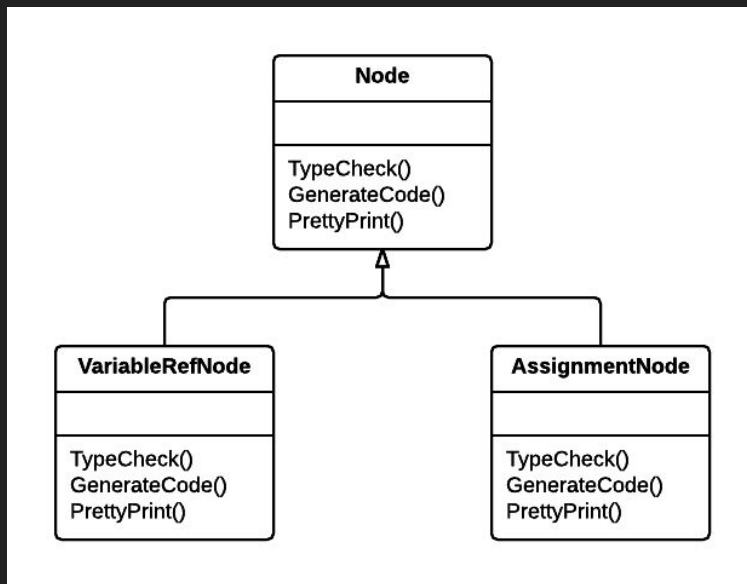 Node
TypeCheck()
GenerateCode()
PrettyPrint()
VariableRefNode
TypeCheck()
GenerateCode()
PrettyPrint()
AssignmentNode
TypeCheck()
GenerateCode()
PrettyPrint()